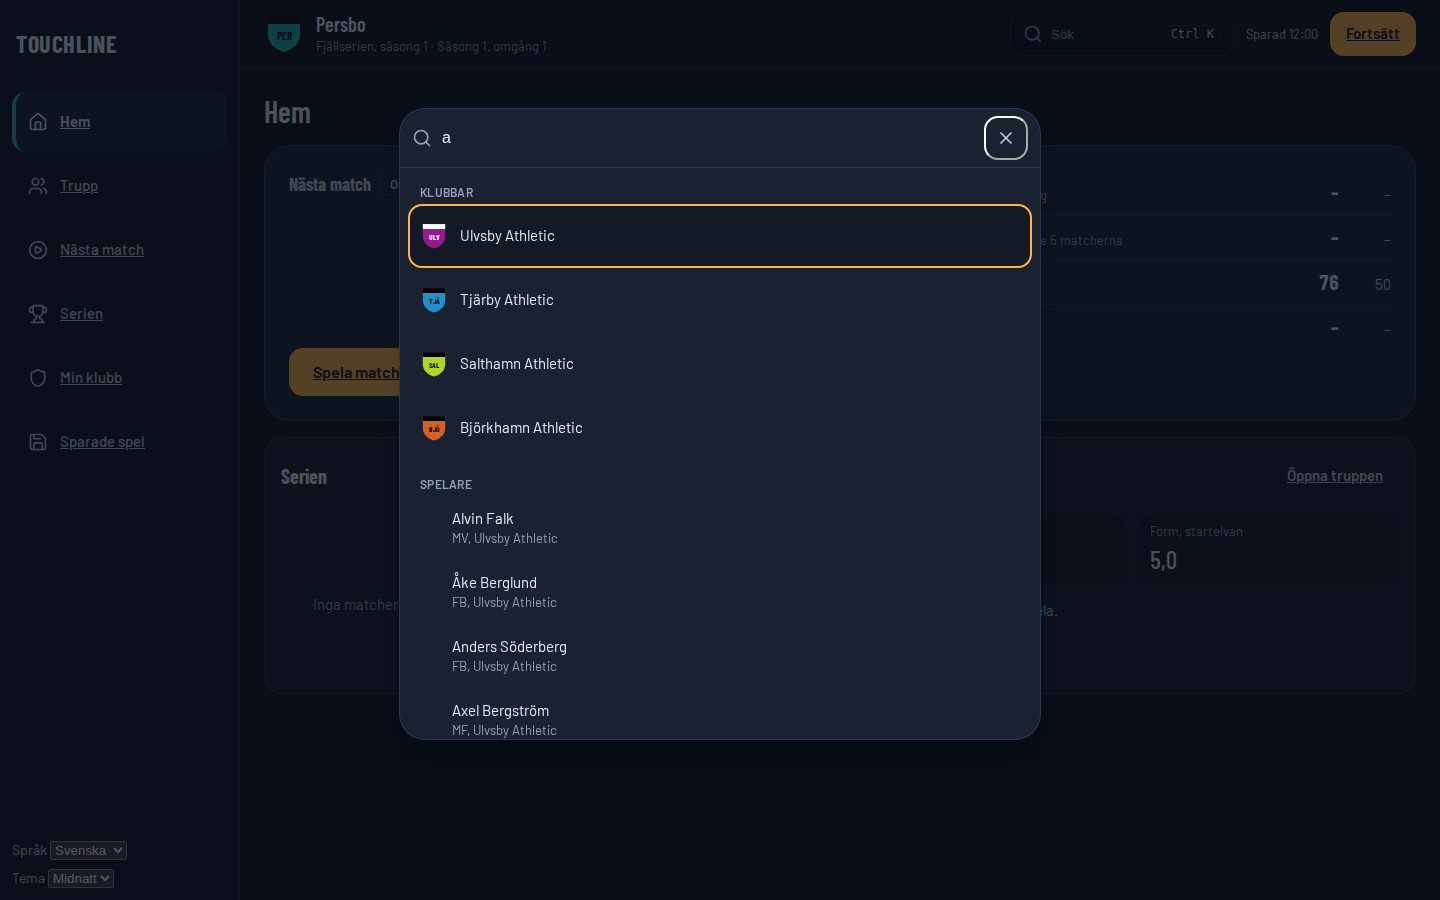 TOUCHLINE
Hem
Trupp
Nästa match
Serien
Min klubb
Sparade spel
Språk Svenska
Tema Midnatt
PER
Persbo
Fjällserien, säsong 1 · Säsong 1, omgång 1
Sök
Ctrl K
Sparad 12:00
Fortsätt
Hem
Nästa match
Spela match
g
–
–
e 5 matcherna
–
–
76
50
–
–
Serien
Inga matcher
Öppna truppen
Form, startelvan
5,0
ela.
a
KLUBBAR
ULV
Ulvsby Athletic
TJÄ
Tjärby Athletic
SAL
Salthamn Athletic
BJÖ
Björkhamn Athletic
SPELARE
Alvin Falk
MV, Ulvsby Athletic
Åke Berglund
FB, Ulvsby Athletic
Anders Söderberg
FB, Ulvsby Athletic
Axel Bergström
MF, Ulvsby Athletic